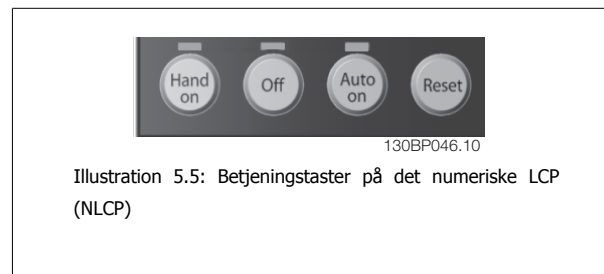 Hand on
Off
Auto on
Reset
130BP046.10
Illustration 5.5: Betjeningstaster på det numeriske LCP
(NLCP)